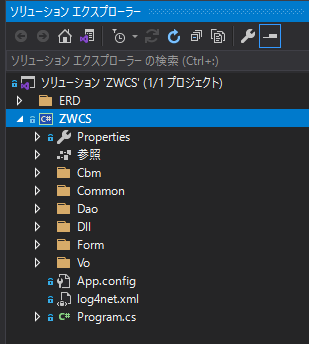 ソリューション エクスプローラー
ソリューション エクスプローラー の検索 (Ctrl+:)
ソリューション 'ZWCS' (1/1 プロジェクト)
ERD
C# ZWCS
Properties
参照
Cbm
Common
Dao
Dll
Form
Vo
App.config
log4net.xml
C# Program.cs